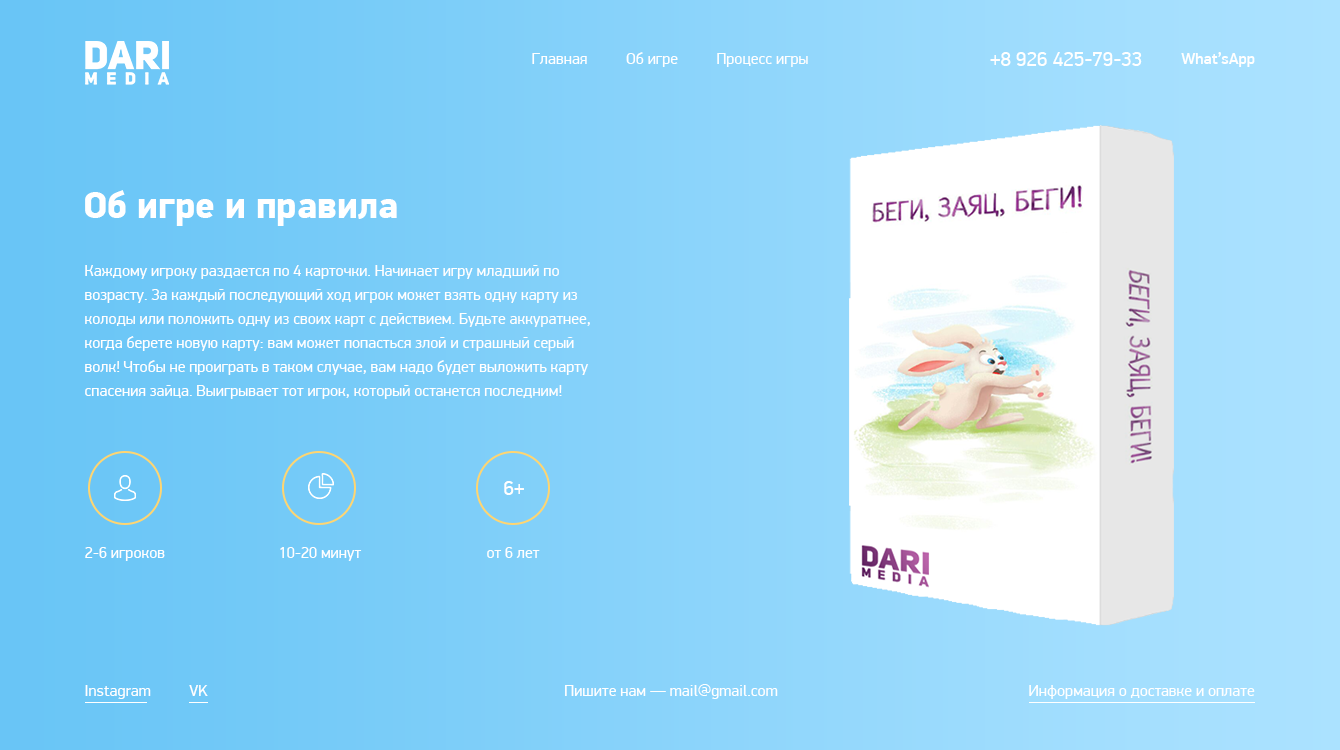 DARI
MEDIA
Главная
Об игре
Процесс игры
+8 926 425-79-33
What'sApp
Об игре и правила
Каждому игроку раздается по 4 карточки. Начинает игру младший по
возрасту. За каждый последующий ход игрок может взять одну карту из
колоды или положить одну из своих карт с действием. Будьте аккуратнее,
когда берете новую карту: вам может попасться злой и страшный серый
волк! Чтобы не проиграть в таком случае, вам надо будет выложить карту
спасения зайца. Выигрывает тот игрок, который останется последним!
6+
2-6 игроков
10-20 минут
от 6 лет
БЕГИ, ЗАЯЦ, БЕГИ!
БЕГИ, ЗАЯЦ, БЕГИ!
DARI
MEDIA
Instagram
VK
Пишите нам — mail@gmail.com
Информация о доставке и оплате